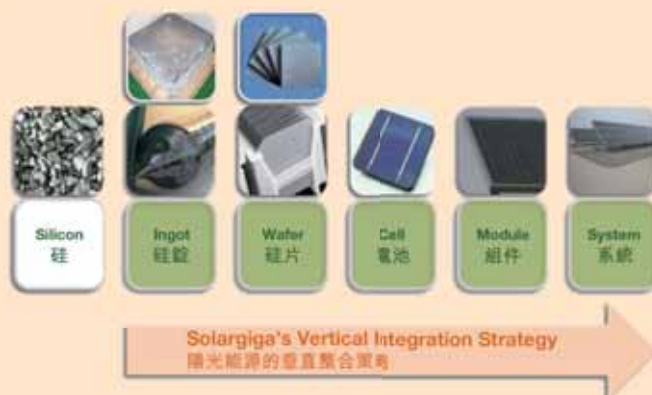 Silicon
硅
Ingot
硅錠
Wafer
硅片
Cell
電池
Module
組件
System
系統
Solargiga's Vertical Integration Strategy
陽光能源的垂直整合策略